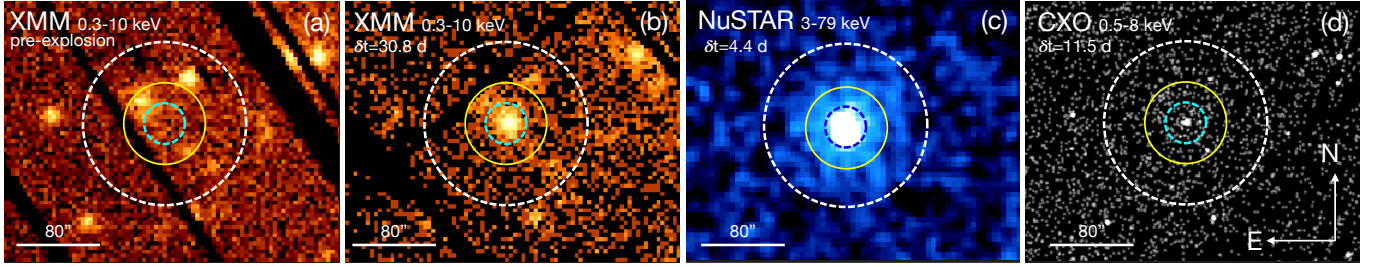 XMM 0.3-10 keV (a)
pre-explosion
80”
XMM 0.3-10 keV (b)
δt=30.8 d
80”
NuSTAR 3-79 keV (c)
δt=4.4 d
80”
CXO 0.5-8 keV (d)
δt=11.5 d
N
E
80”